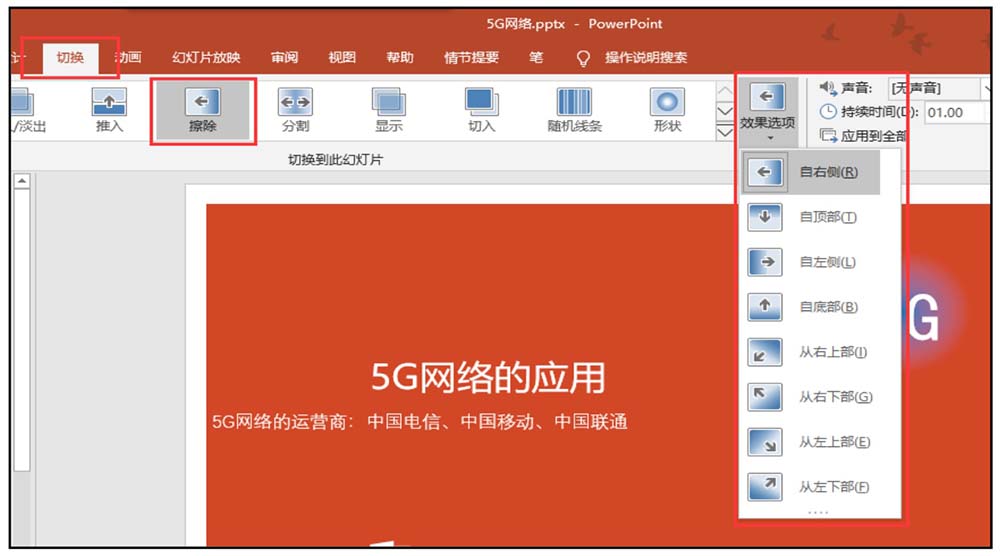 5G网络.pptx - PowerPoint
切换 动画 幻灯片放映 审阅 视图 帮助 情节提要 笔 操作说明搜索
/淡出 推入 擦除 分割 显示 切入 随机线条 形状 效果选项
声音: [无声音]
持续时间(D): 01.00
应用到全部
切换到此幻灯片
自右侧(R)
自顶部(T)
自左侧(L)
自底部(B)
从右上部(I)
从右下部(G)
从左上部(E)
从左下部(F)
G
5G网络的应用
5G网络的运营商：中国电信、中国移动、中国联通